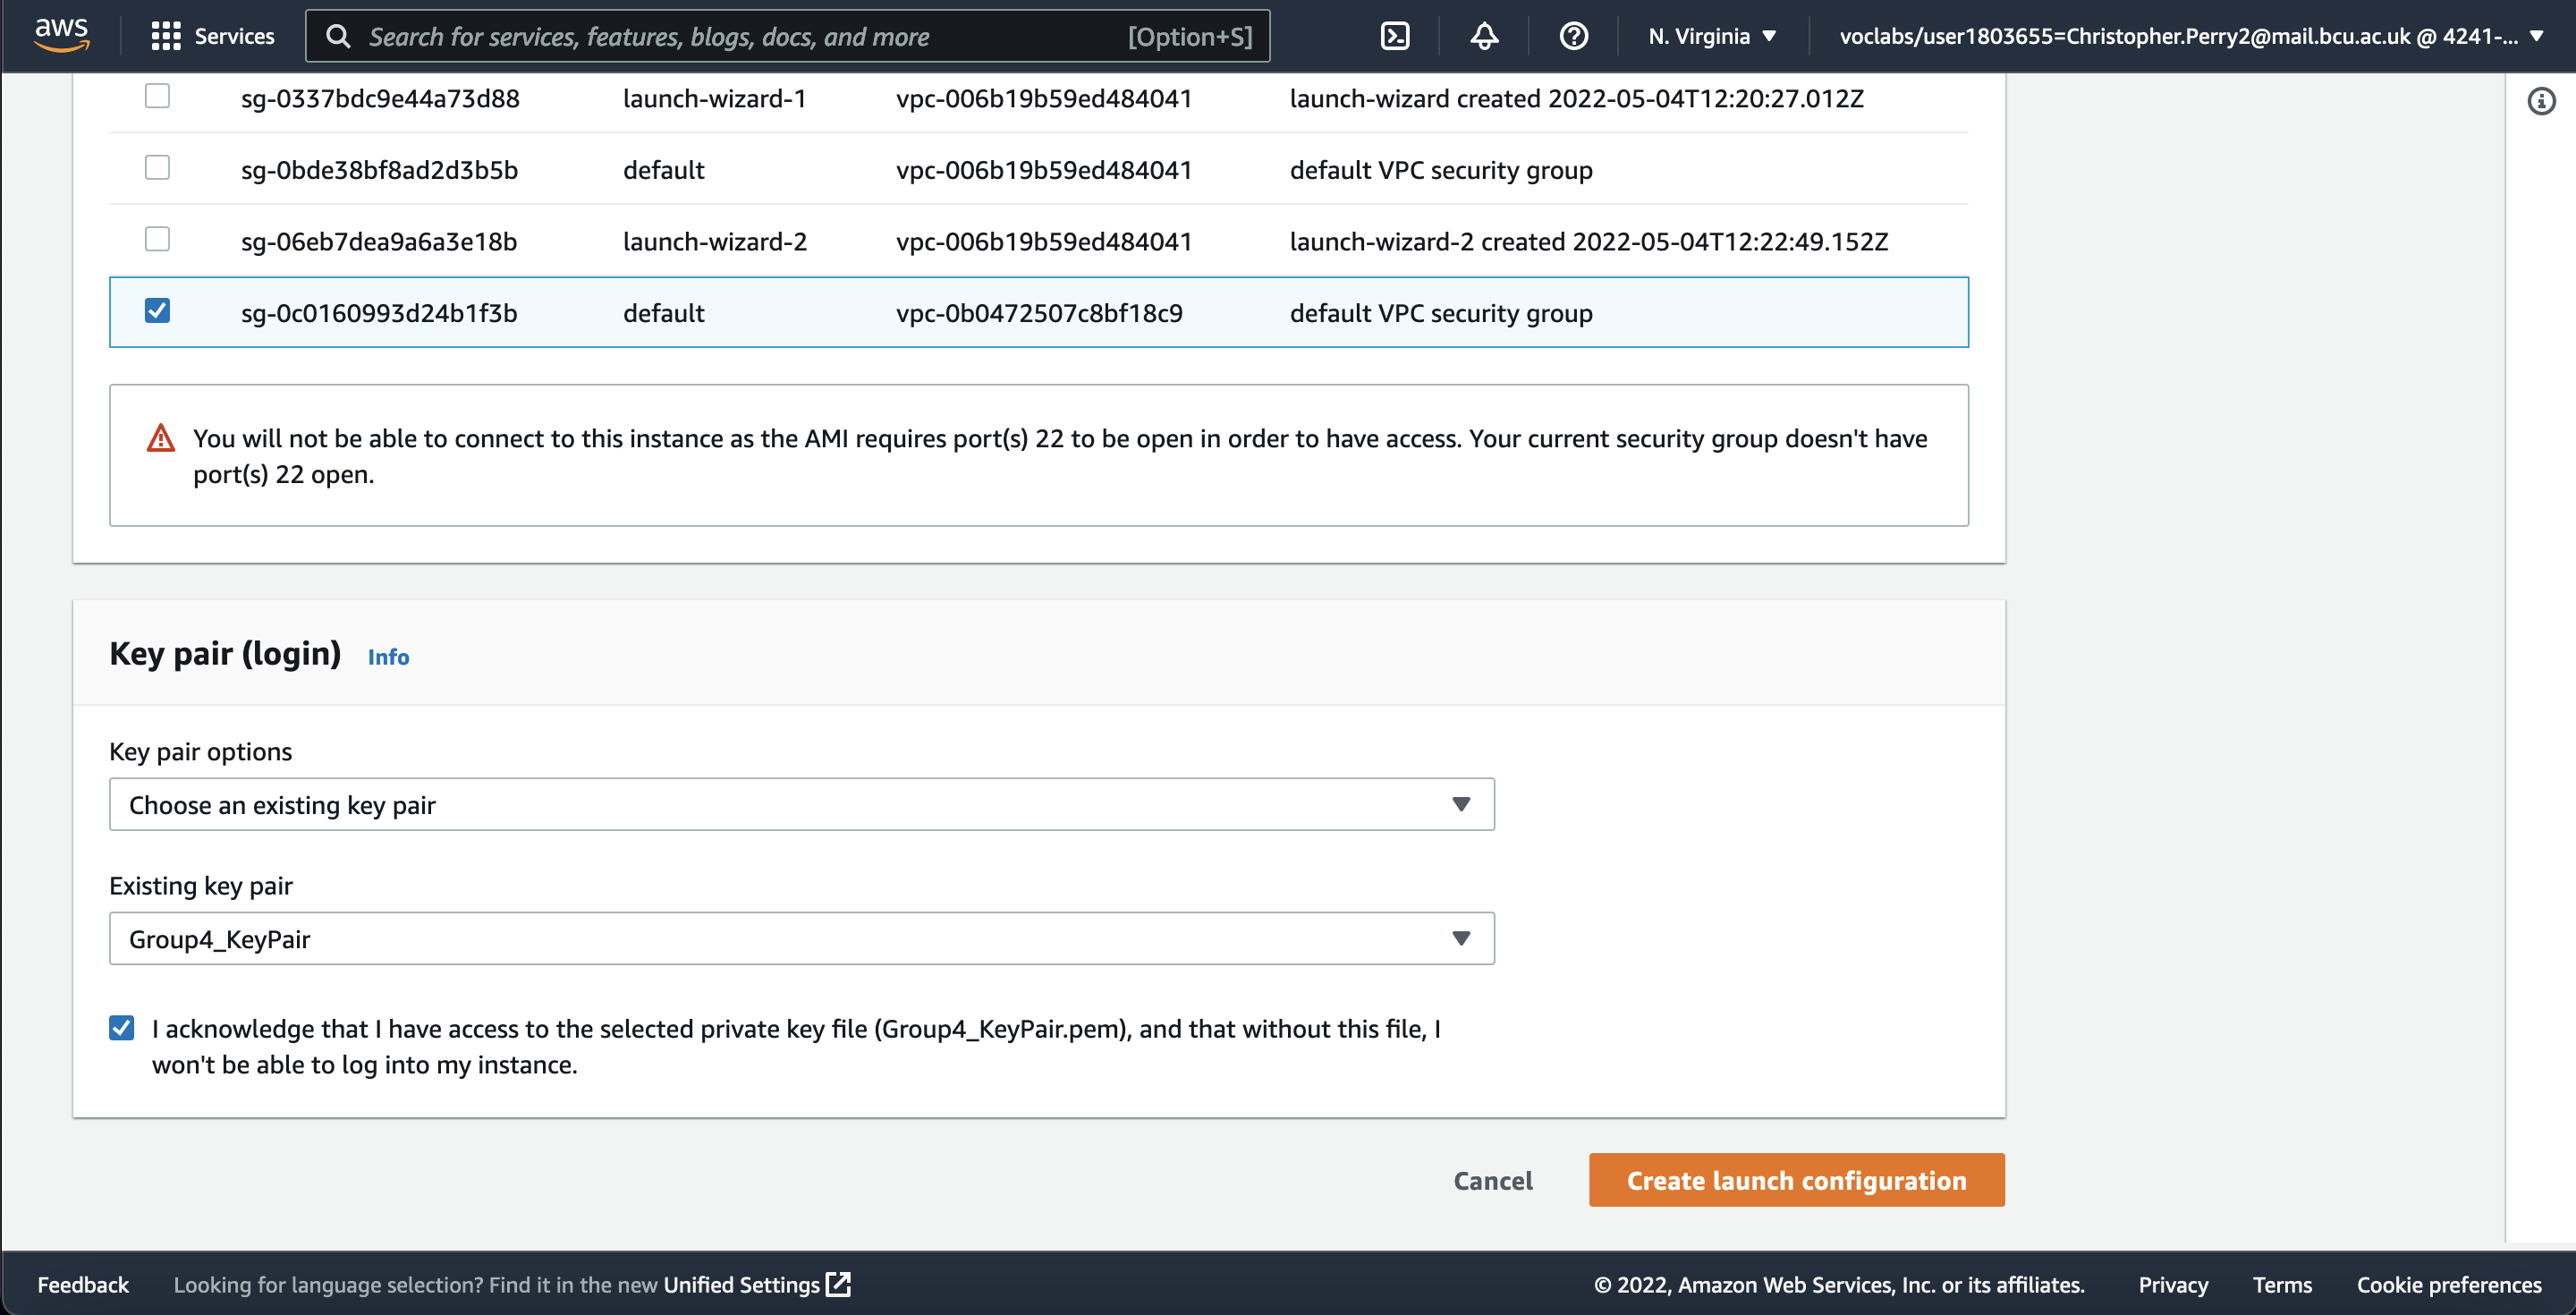 aws Services Search for services, features, blogs, docs, and more [Option+S] N. Virginia voclabs/user1803655=Christopher.Perry2@mail.bcu.ac.uk @ 4241-...
sg-0337bdc9e44a73d88 launch-wizard-1 vpc-006b19b59ed484041 launch-wizard created 2022-05-04T12:20:27.012Z
sg-0bde38bf8ad2d3b5b default vpc-006b19b59ed484041 default VPC security group
sg-06eb7dea9a6a3e18b launch-wizard-2 vpc-006b19b59ed484041 launch-wizard-2 created 2022-05-04T12:22:49.152Z
sg-0c0160993d24b1f3b default vpc-0b0472507c8bf18c9 default VPC security group
You will not be able to connect to this instance as the AMI requires port(s) 22 to be open in order to have access. Your current security group doesn't have
port(s) 22 open.
Key pair (login) Info
Key pair options
Choose an existing key pair
Existing key pair
Group4_KeyPair
I acknowledge that I have access to the selected private key file (Group4_KeyPair.pem), and that without this file, I
won't be able to log into my instance.
Cancel Create launch configuration
Feedback Looking for language selection? Find it in the new Unified Settings © 2022, Amazon Web Services, Inc. or its affiliates. Privacy Terms Cookie preferences